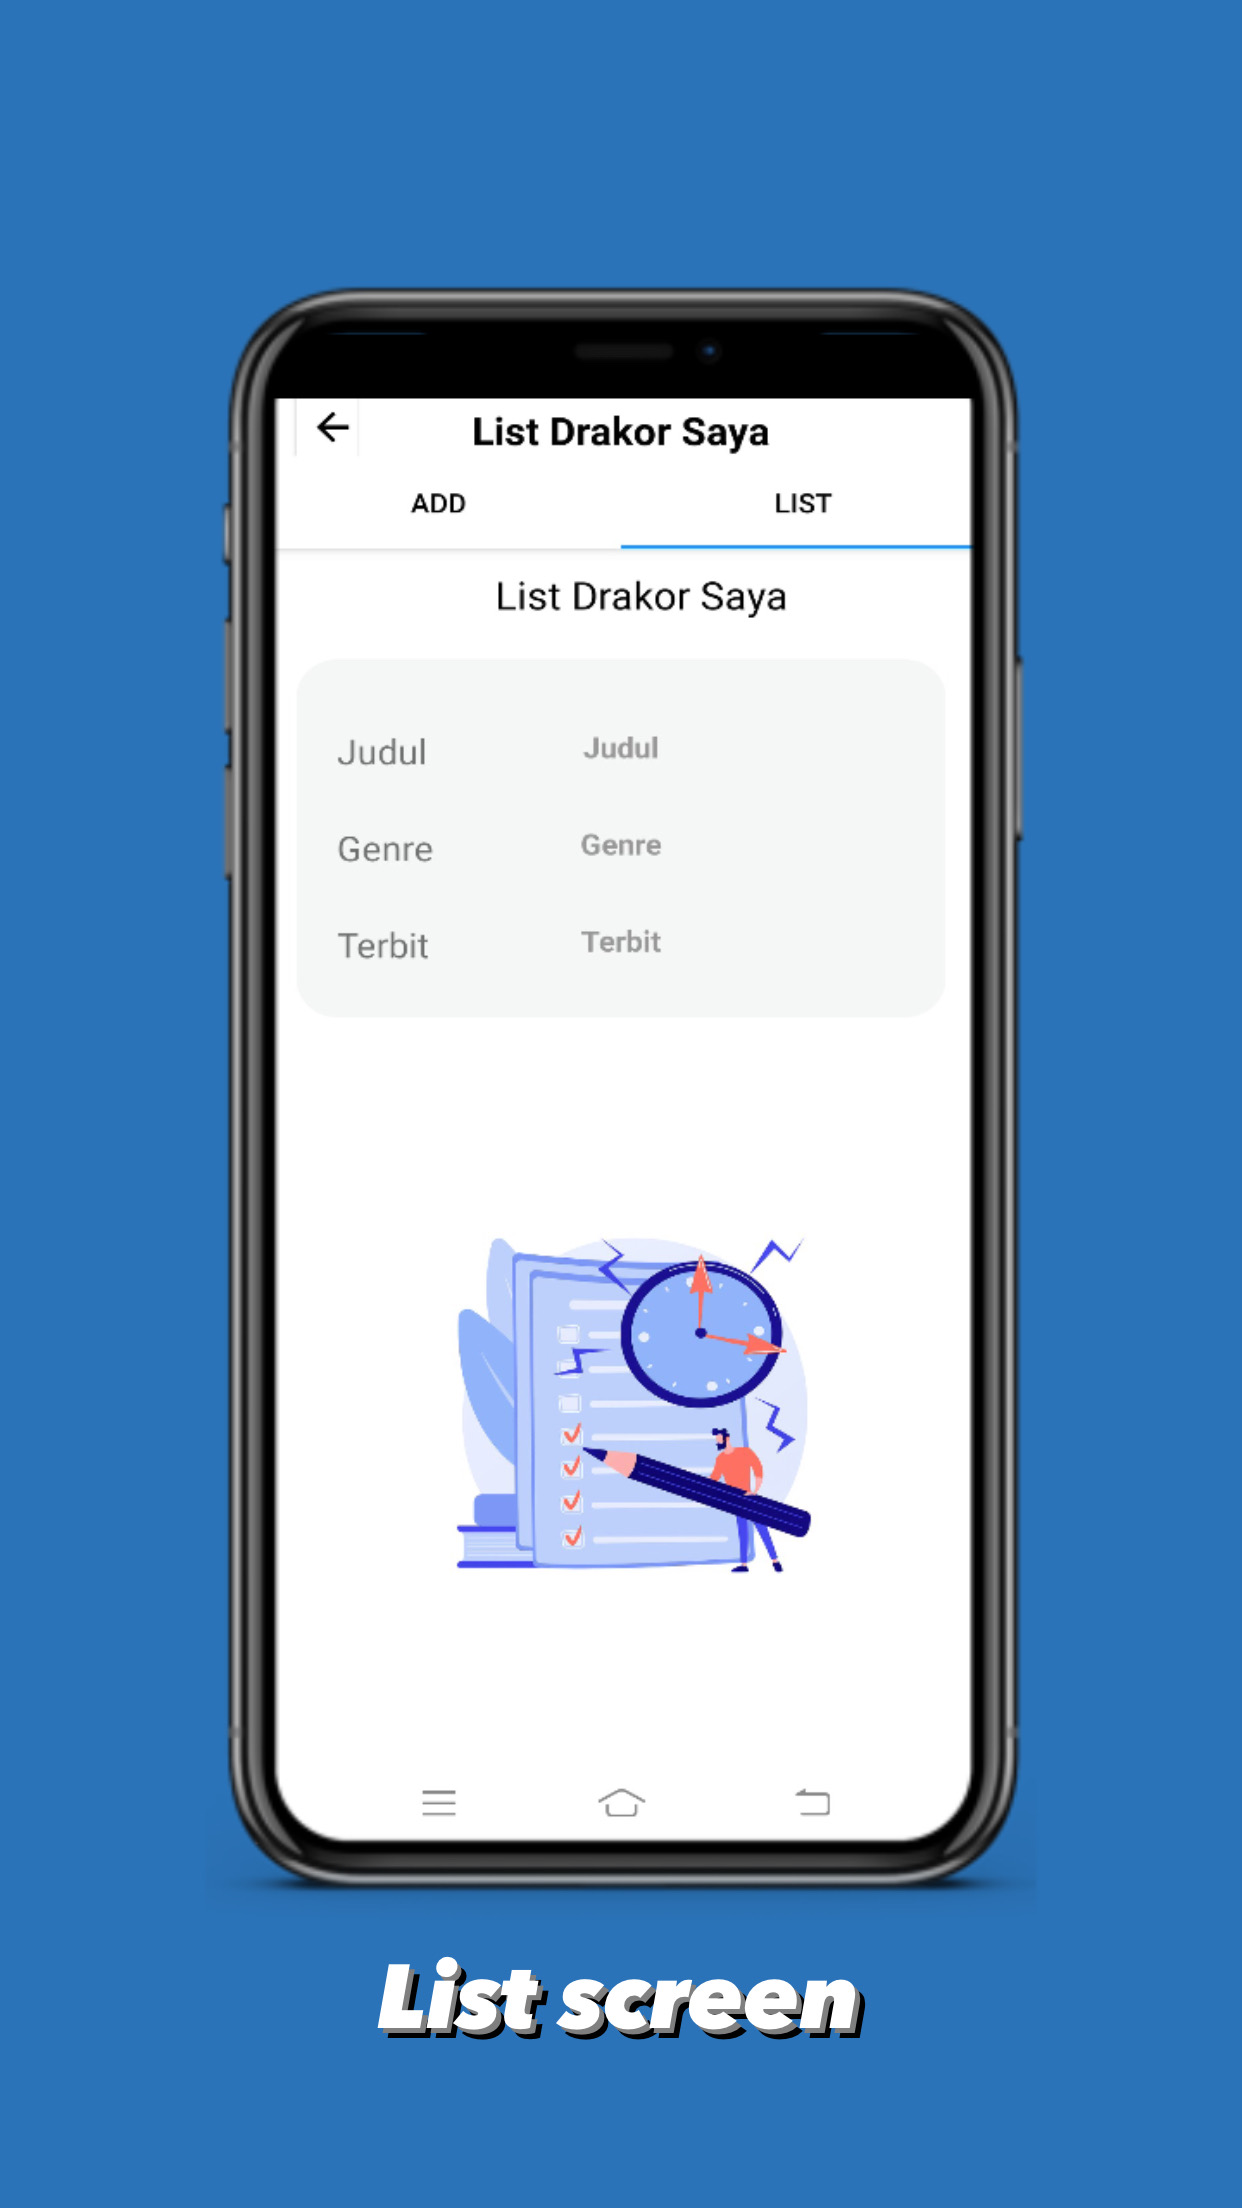 List Drakor Saya
ADD LIST
List Drakor Saya
Judul Judul
Genre Genre
Terbit Terbit
List screen